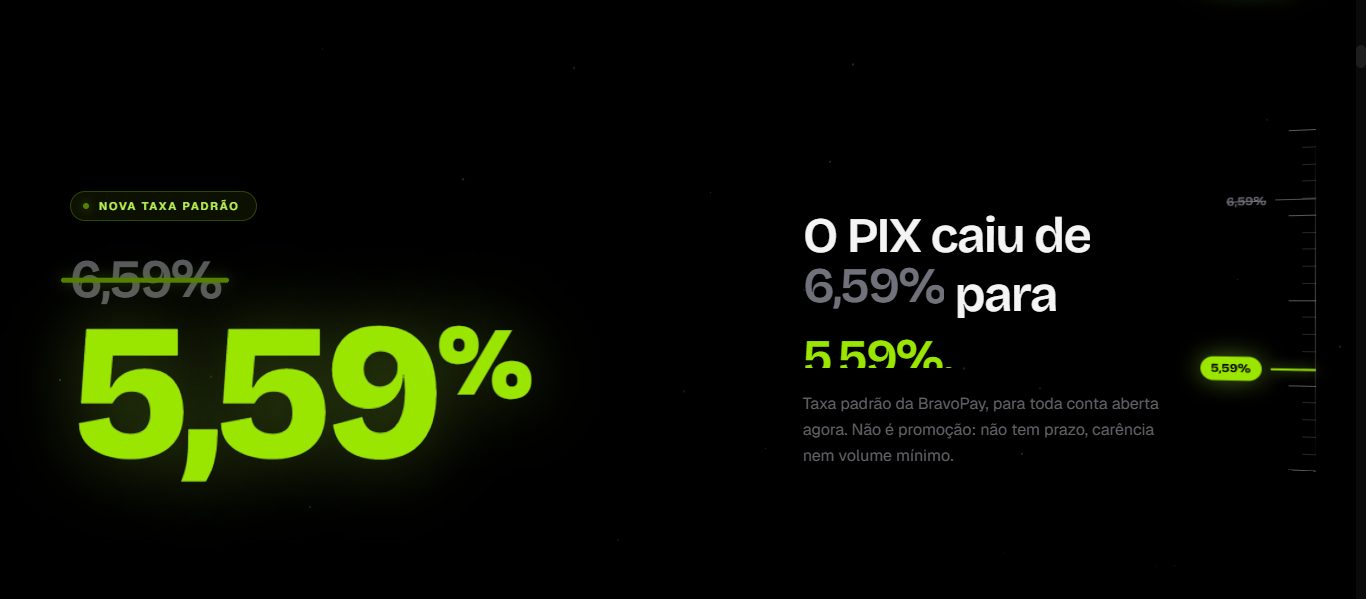 NOVA TAXA PADRÃO
6,59%
5,59%
O PIX caiu de
6,59% para
5,59%.
Taxa padrão da BravoPay, para toda conta aberta
agora. Não é promoção: não tem prazo, carência
nem volume mínimo.
6,59%
5,59%